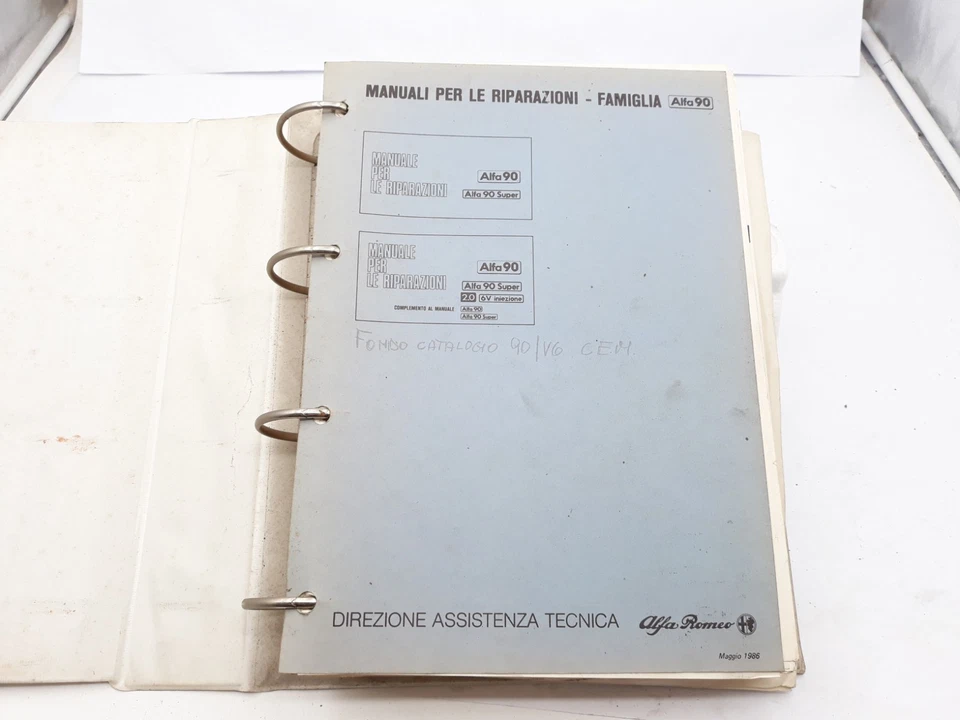 MANUALI PER LE RIPARAZIONI - FAMIGLIA Alfa 90
MANUALE
PER
LE RIPARAZIONI
Alfa 90
Alfa 90 Super
MANUALE
PER
LE RIPARAZIONI
Alfa 90
Alfa 90 Super
2.0 6V iniezione
COMPLEMENTO AL MANUALE Alfa 90
Alfa 90 Super
FONDO CATALOGIO 90/V6 CEM
DIREZIONE ASSISTENZA TECNICA Alfa Romeo
Maggio 1986